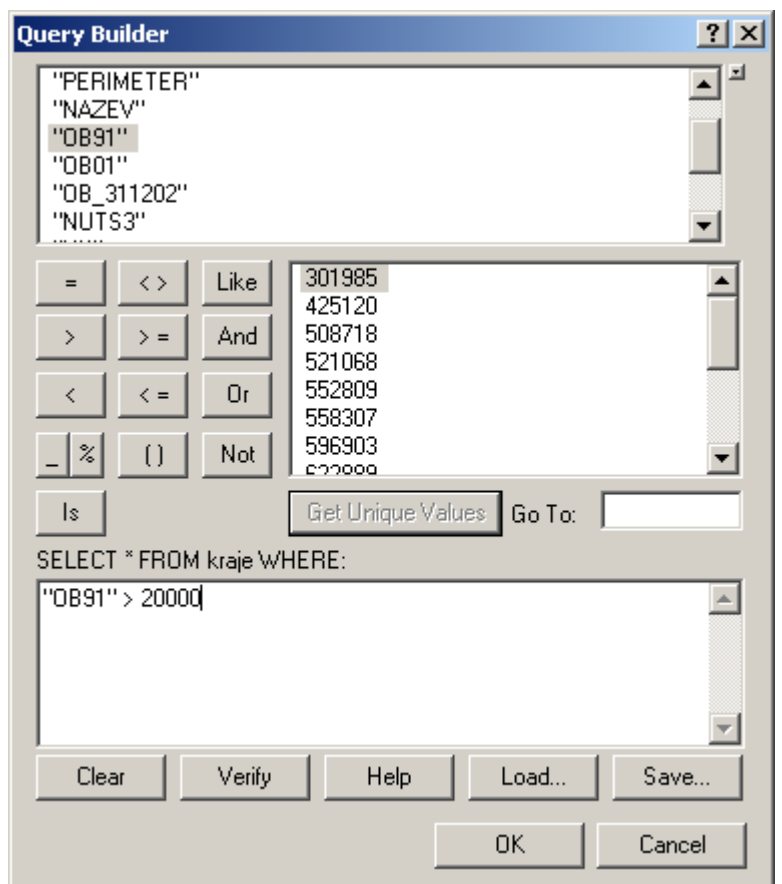 Query Builder
? X
"PERIMETER"
"NAZEV"
"OB91"
"OB01"
"OB_311202"
"NUTS3"
= < > Like
> > = And
< < = Or
_ % ( ) Not
Is
301985
425120
508718
521068
552809
558307
596903
622889
Get Unique Values Go To:
SELECT * FROM kraje WHERE:
"OB91" > 20000
Clear Verify Help Load... Save...
OK Cancel